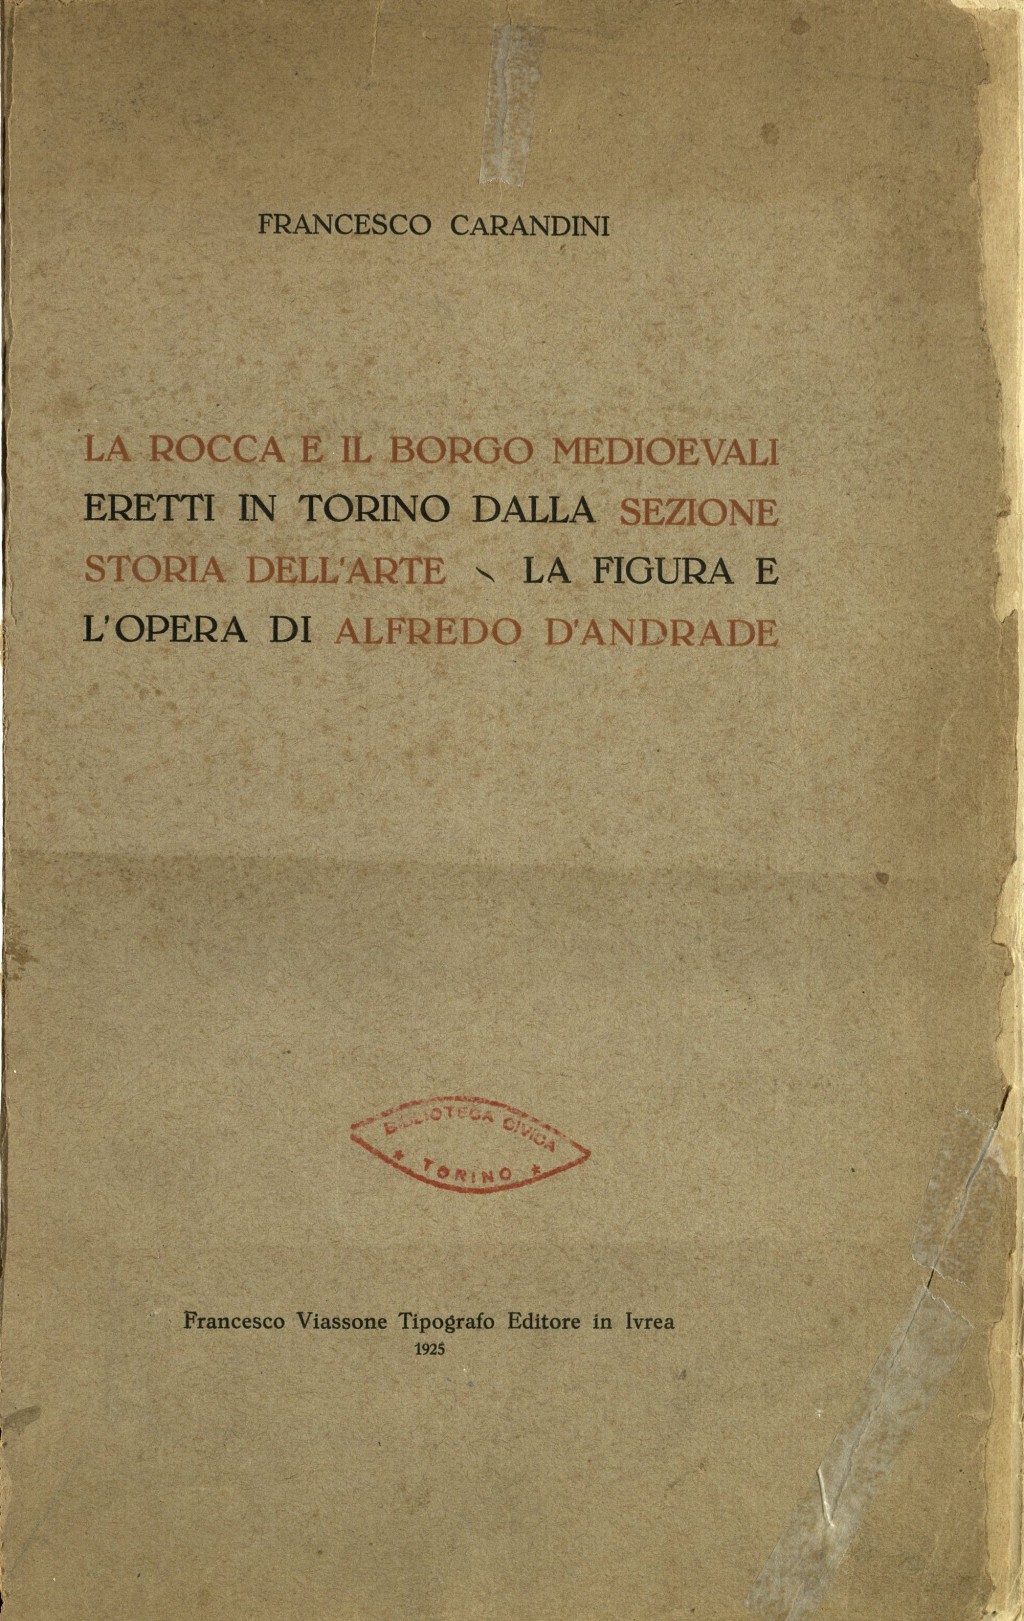 FRANCESCO CARANDINI
LA ROCCA E IL BORGO MEDIOEVALI
ERETTI IN TORINO DALLA SEZIONE
STORIA DELL'ARTE - LA FIGURA E
L'OPERA DI ALFREDO D'ANDRADE
BIBLIOTECA CIVICA
* TORINO *
Francesco Viassone Tipografo Editore in Ivrea
1925